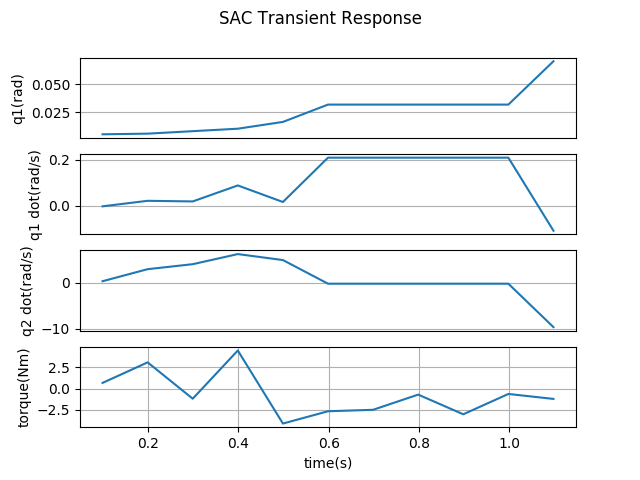 SAC Transient Response
0.050
0.025
q1(rad)
0.2
0.0
q1 dot(rad/s)
0
−10
q2 dot(rad/s)
2.5
0.0
−2.5
torque(Nm)
0.2 0.4 0.6 0.8 1.0
time(s)